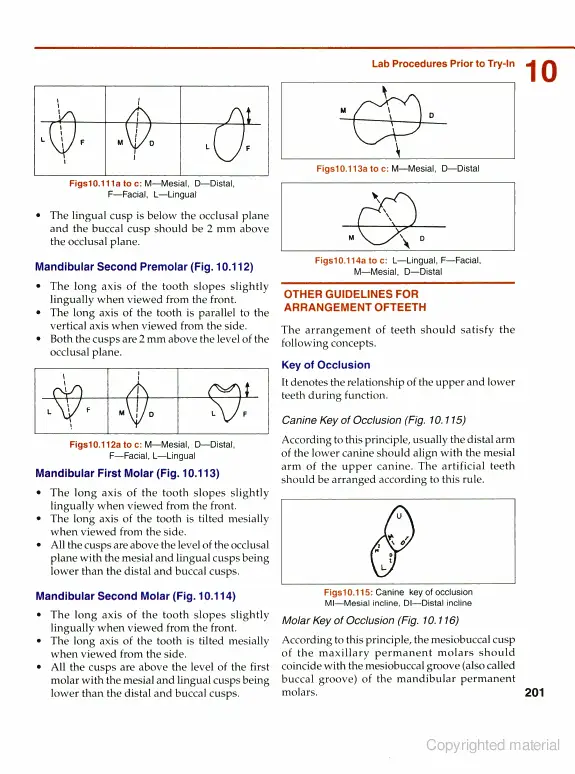 Lab Procedures Prior to Try-In
10
L F M D L F
Figs10.111a to c: M—Mesial, D—Distal,
F—Facial, L—Lingual
• The lingual cusp is below the occlusal plane
and the buccal cusp should be 2 mm above
the occlusal plane.
Mandibular Second Premolar (Fig. 10.112)
• The long axis of the tooth slopes slightly
lingually when viewed from the front.
• The long axis of the tooth is parallel to the
vertical axis when viewed from the side.
• Both the cusps are 2 mm above the level of the
occlusal plane.
L F M D L F
Figs10.112a to c: M—Mesial, D—Distal,
F—Facial, L—Lingual
Mandibular First Molar (Fig. 10.113)
• The long axis of the tooth slopes slightly
lingually when viewed from the front.
• The long axis of the tooth is tilted mesially
when viewed from the side.
• All the cusps are above the level of the occlusal
plane with the mesial and lingual cusps being
lower than the distal and buccal cusps.
Mandibular Second Molar (Fig. 10.114)
• The long axis of the tooth slopes slightly
lingually when viewed from the front.
• The long axis of the tooth is tilted mesially
when viewed from the side.
• All the cusps are above the level of the first
molar with the mesial and lingual cusps being
lower than the distal and buccal cusps.
M D
Figs10.113a to c: M—Mesial, D—Distal
M D
Figs10.114a to c: L—Lingual, F—Facial,
M—Mesial, D—Distal
OTHER GUIDELINES FOR
ARRANGEMENT OFTEETH
The arrangement of teeth should satisfy the
following concepts.
Key of Occlusion
It denotes the relationship of the upper and lower
teeth during function.
Canine Key of Occlusion (Fig. 10.115)
According to this principle, usually the distal arm
of the lower canine should align with the mesial
arm of the upper canine. The artificial teeth
should be arranged according to this rule.
U
L
Figs10.115: Canine key of occlusion
MI—Mesial incline, DI—Distal incline
Molar Key of Occlusion (Fig. 10.116)
According to this principle, the mesiobuccal cusp
of the maxillary permanent molars should
coincide with the mesiobuccal groove (also called
buccal groove) of the mandibular permanent
molars.
201
Copyrighted material